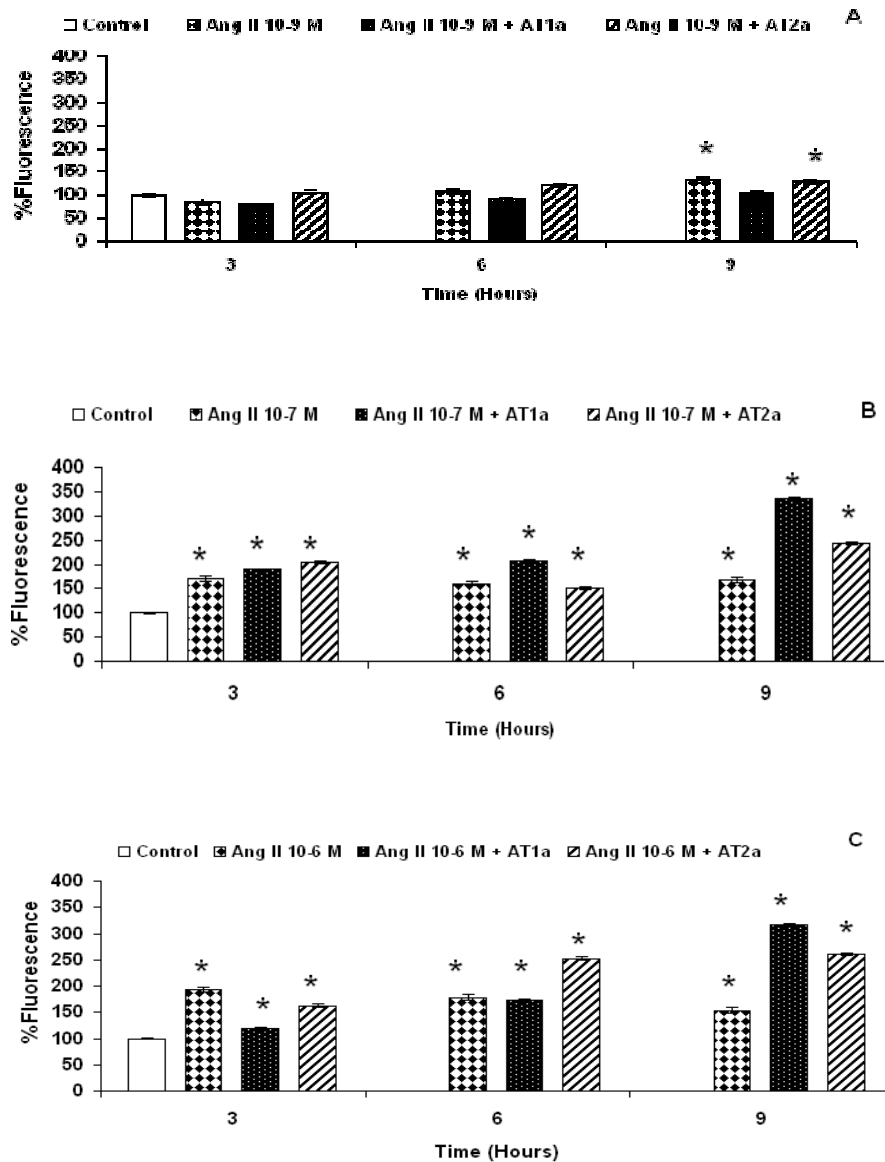 Control Ang II 10-9 M Ang II 10-9 M + AT1a Ang II 10-9 M + AT2a A
400
350
300
250
200
150
100
50
0
%Fluorescence
* *
3 6 9
Time (Hours)
Control Ang II 10-7 M Ang II 10-7 M + AT1a Ang II 10-7 M + AT2a B
400
350
300
250
200
150
100
50
0
%Fluorescence
* * * * * * * * *
3 6 9
Time (Hours)
Control Ang II 10-6 M Ang II 10-6 M + AT1a Ang II 10-6 M + AT2a C
400
350
300
250
200
150
100
50
0
%Fluorescence
* * * * * * * * *
3 6 9
Time (Hours)